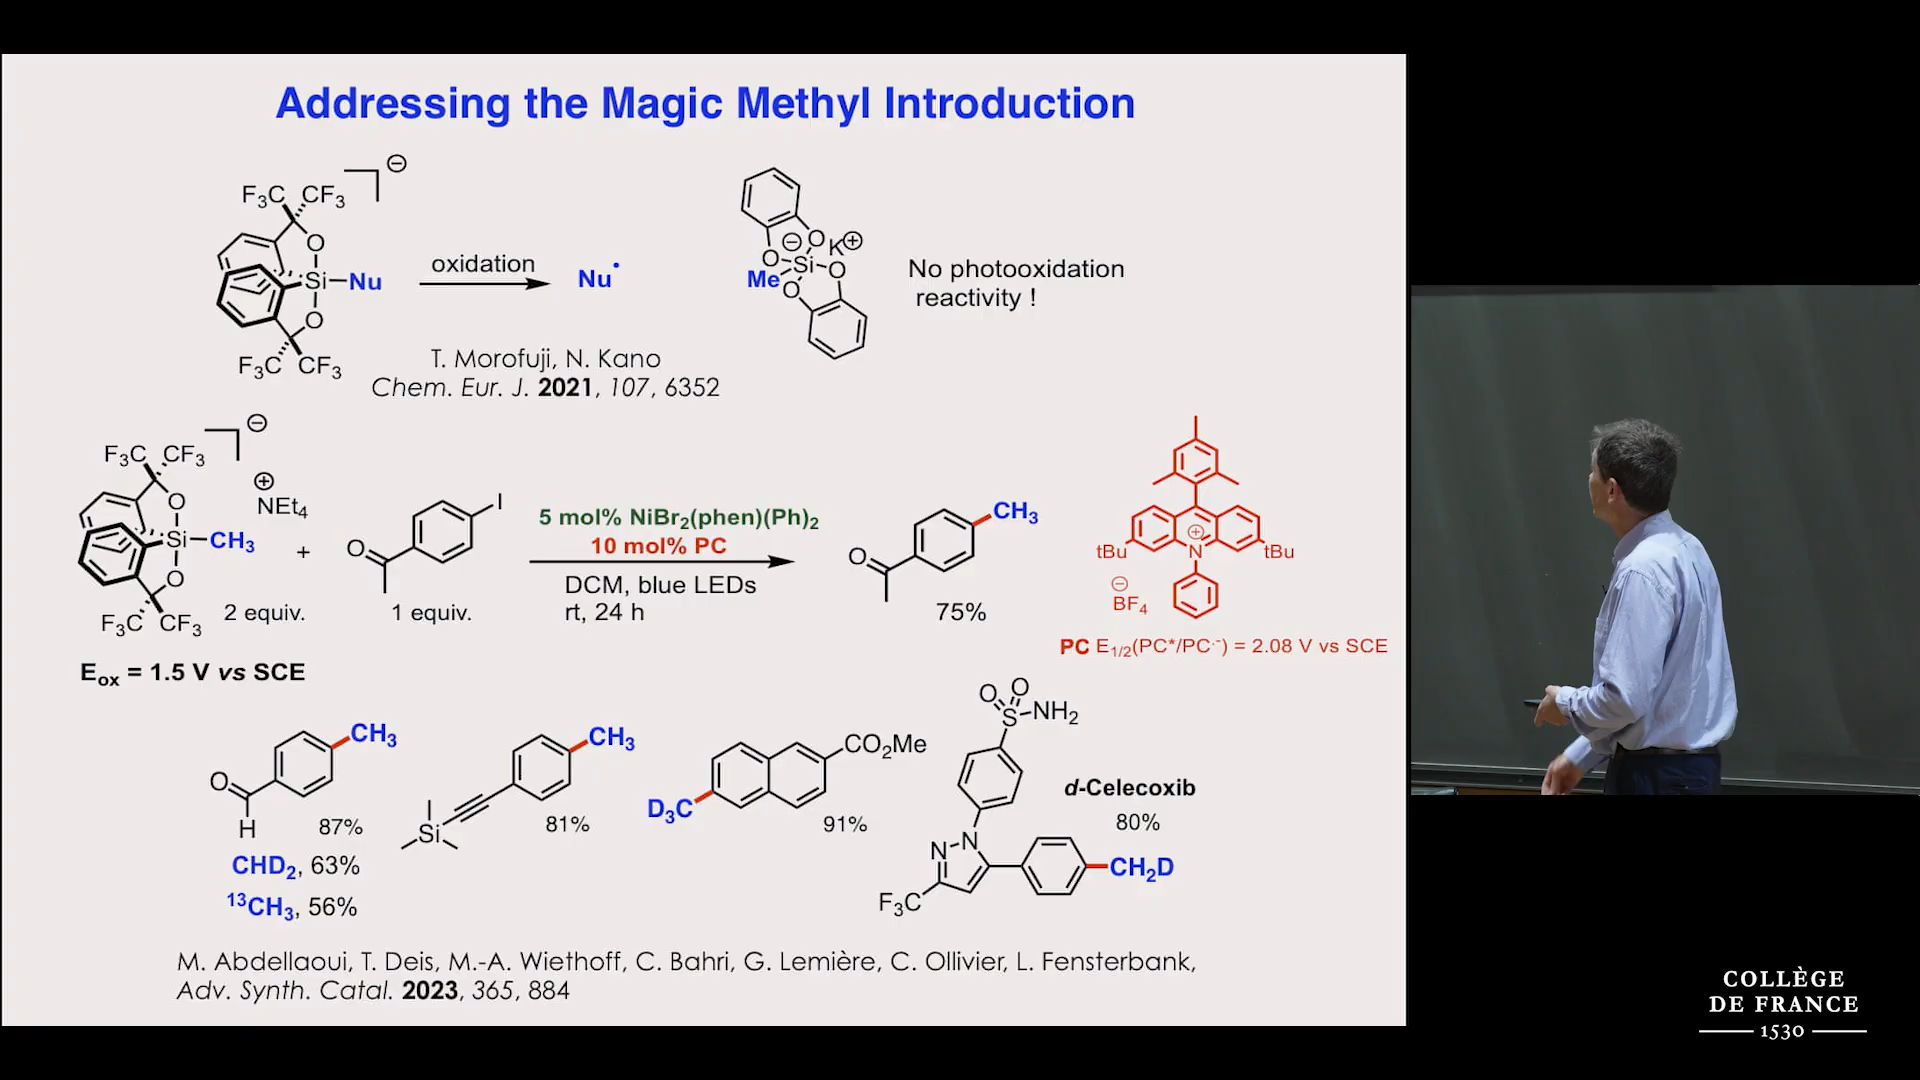 Addressing the Magic Methyl Introduction
F₃C CF₃ ⊖
O
Si–Nu
O
F₃C CF₃
oxidation
Nu•
O ⊖ K⊕
O Si O
Me O
No photooxidation
reactivity !
T. Morofuji, N. Kano
Chem. Eur. J. 2021, 107, 6352
F₃C CF₃ ⊖
⊕
NEt₄
O
Si–CH₃
O
F₃C CF₃
2 equiv.
+
I
O
1 equiv.
5 mol% NiBr₂(phen)(Ph)₂
10 mol% PC
DCM, blue LEDs
rt, 24 h
CH₃
O
75%
⊕
tBu N tBu
⊖
BF₄
PC E₁/₂(PC*/PC·⁻) = 2.08 V vs SCE
Eox = 1.5 V vs SCE
CH₃
O
H
87%
CHD₂, 63%
¹³CH₃, 56%
CH₃
Si
81%
CO₂Me
D₃C
91%
O O
S–NH₂
d-Celecoxib
80%
N N
CH₂D
F₃C
M. Abdellaoui, T. Deis, M.-A. Wiethoff, C. Bahri, G. Lemière, C. Ollivier, L. Fensterbank,
Adv. Synth. Catal. 2023, 365, 884
COLLÈGE
DE FRANCE
1530